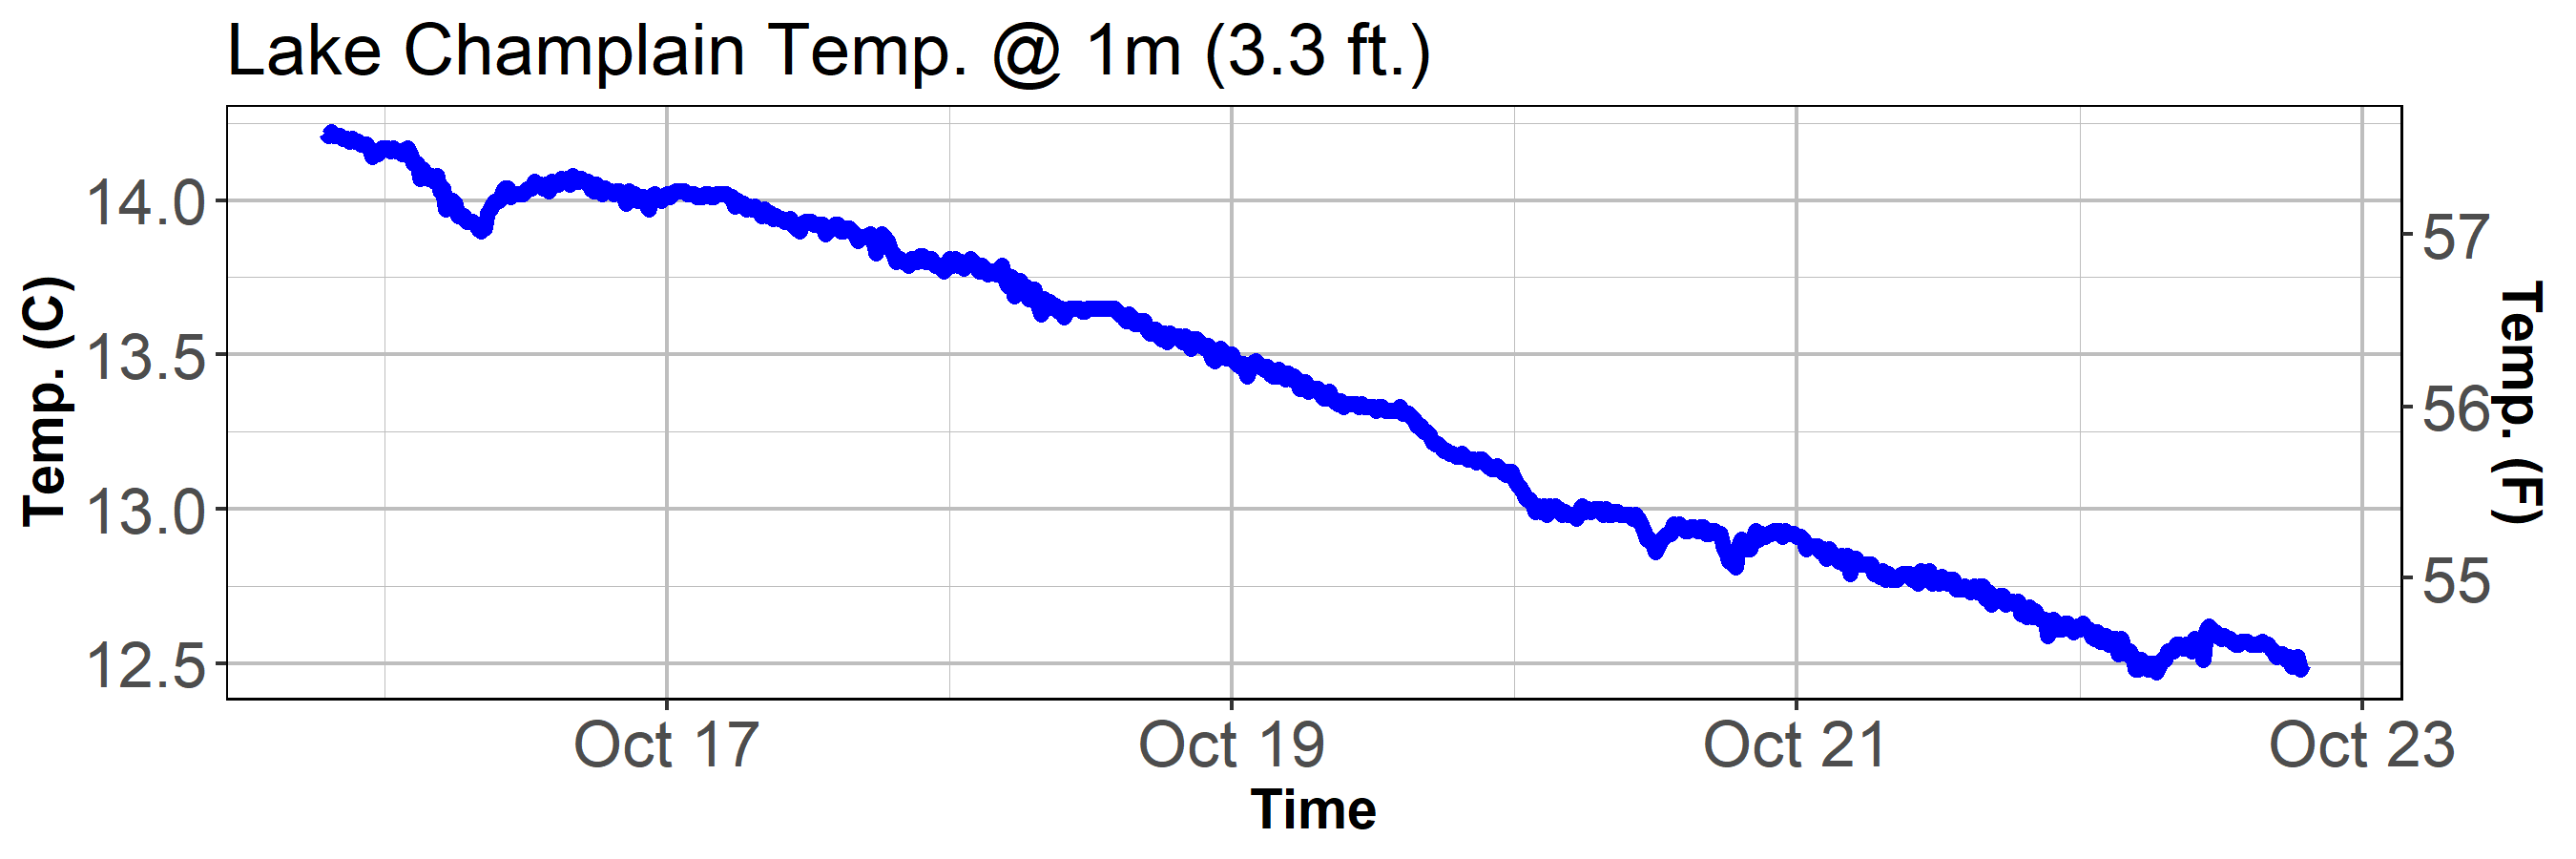 Lake Champlain Temp. @ 1m (3.3 ft.)
Temp. (C)
14.0
13.5
13.0
12.5
57
56
55
Temp. (F)
Oct 17
Oct 19
Oct 21
Oct 23
Time